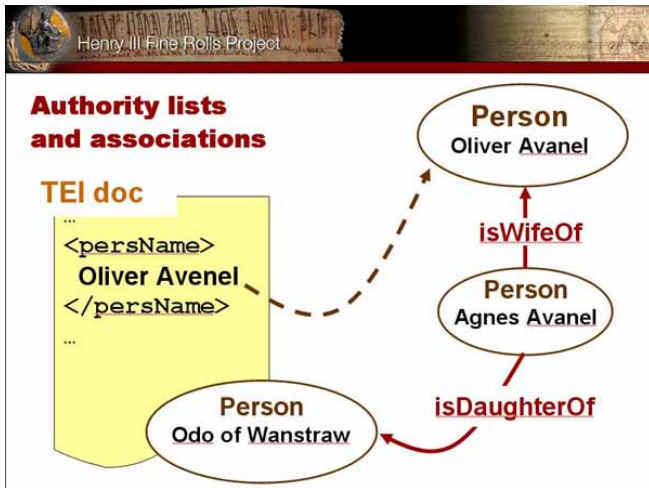 Henry III Fine Rolls Project
Authority lists
and associations
TEI doc
...
<persName>
Oliver Avenel
</persName>
...
Person
Oliver Avanel
isWifeOf
Person
Agnes Avanel
isDaughterOf
Person
Odo of Wanstraw